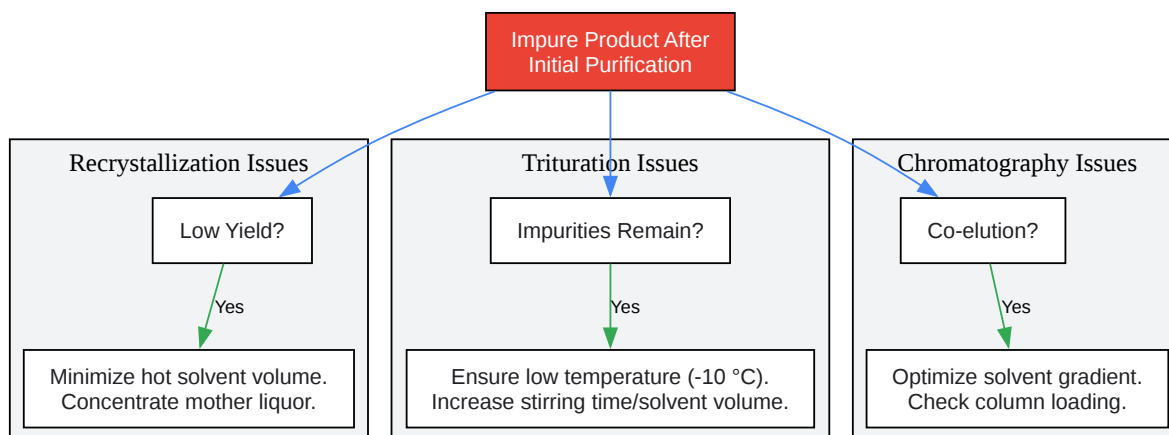 Impure Product After
Initial Purification
Recrystallization Issues
Low Yield?
Yes
Minimize hot solvent volume.
Concentrate mother liquor.
Trituration Issues
Impurities Remain?
Yes
Ensure low temperature (-10 °C).
Increase stirring time/solvent volume.
Chromatography Issues
Co-elution?
Yes
Optimize solvent gradient.
Check column loading.